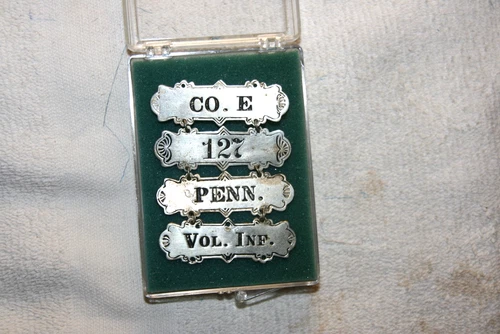 CO. E
127
PENN.
VOL. INF.